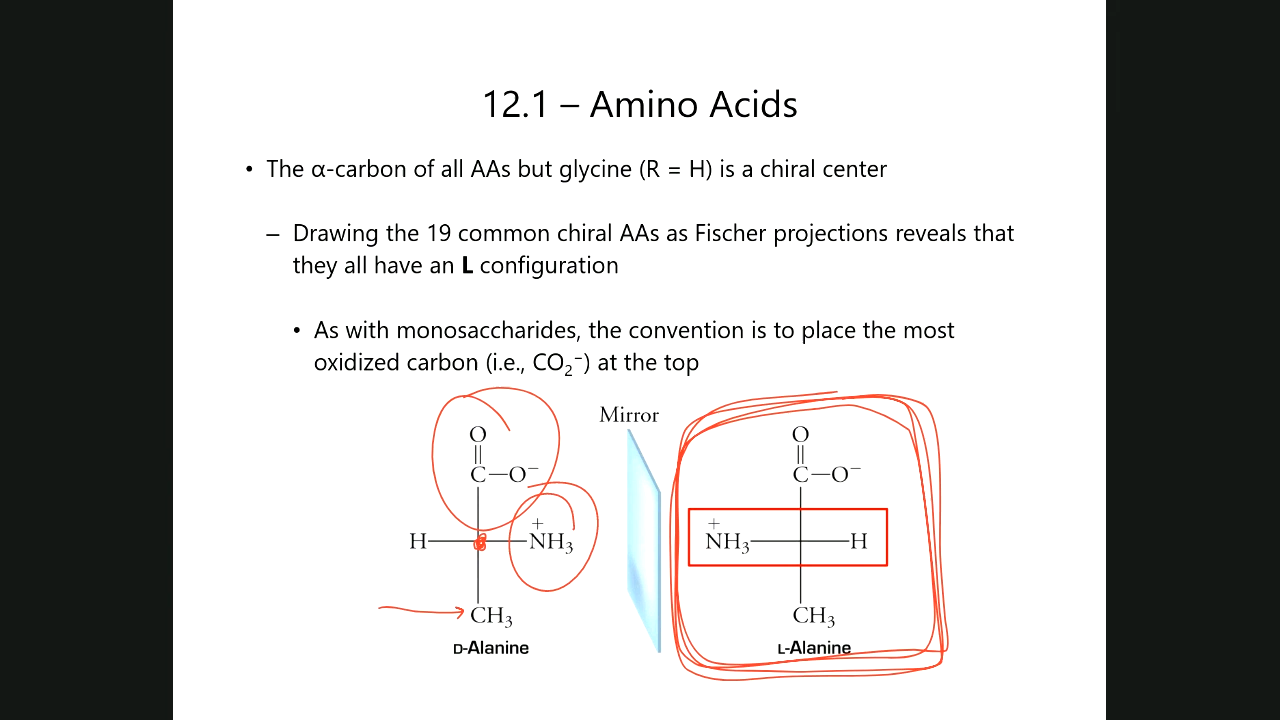 12.1 – Amino Acids
• The α-carbon of all AAs but glycine (R = H) is a chiral center
– Drawing the 19 common chiral AAs as Fischer projections reveals that
they all have an L configuration
• As with monosaccharides, the convention is to place the most
oxidized carbon (i.e., CO₂⁻) at the top
Mirror
O
C—O⁻
H
+
NH₃
CH₃
D-Alanine
O
C—O⁻
+
NH₃
H
CH₃
L-Alanine